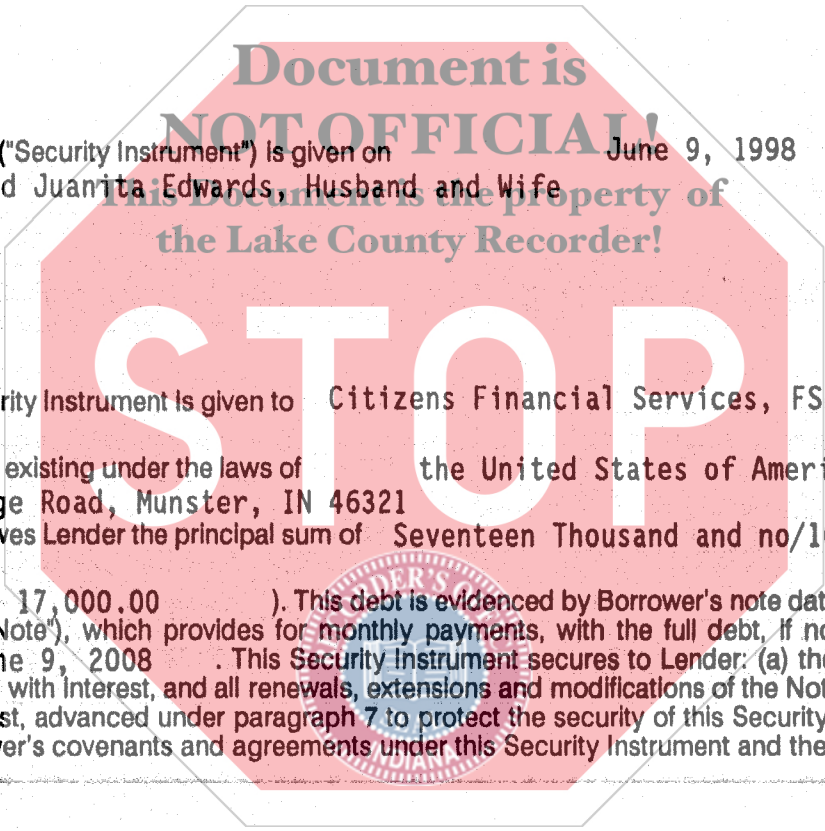 Document is
NOT OFFICIAL!
("Security Instrument") is given on June 9, 1998
d Juanita Edwards, Husband and Wife
This Document is the property of
the Lake County Recorder!
STOP
rity Instrument is given to Citizens Financial Services, FS
existing under the laws of the United States of Ameri
ge Road, Munster, IN 46321
ves Lender the principal sum of Seventeen Thousand and no/1
17,000.00 ). This debt is evidenced by Borrower's note dat
Note"), which provides for monthly payments, with the full debt, if no
ne 9, 2008 . This Security Instrument secures to Lender: (a) the
with interest, and all renewals, extensions and modifications of the Not
st, advanced under paragraph 7 to protect the security of this Security
er's covenants and agreements under this Security Instrument and the
RECORDER'S OFFICE
INDIANA